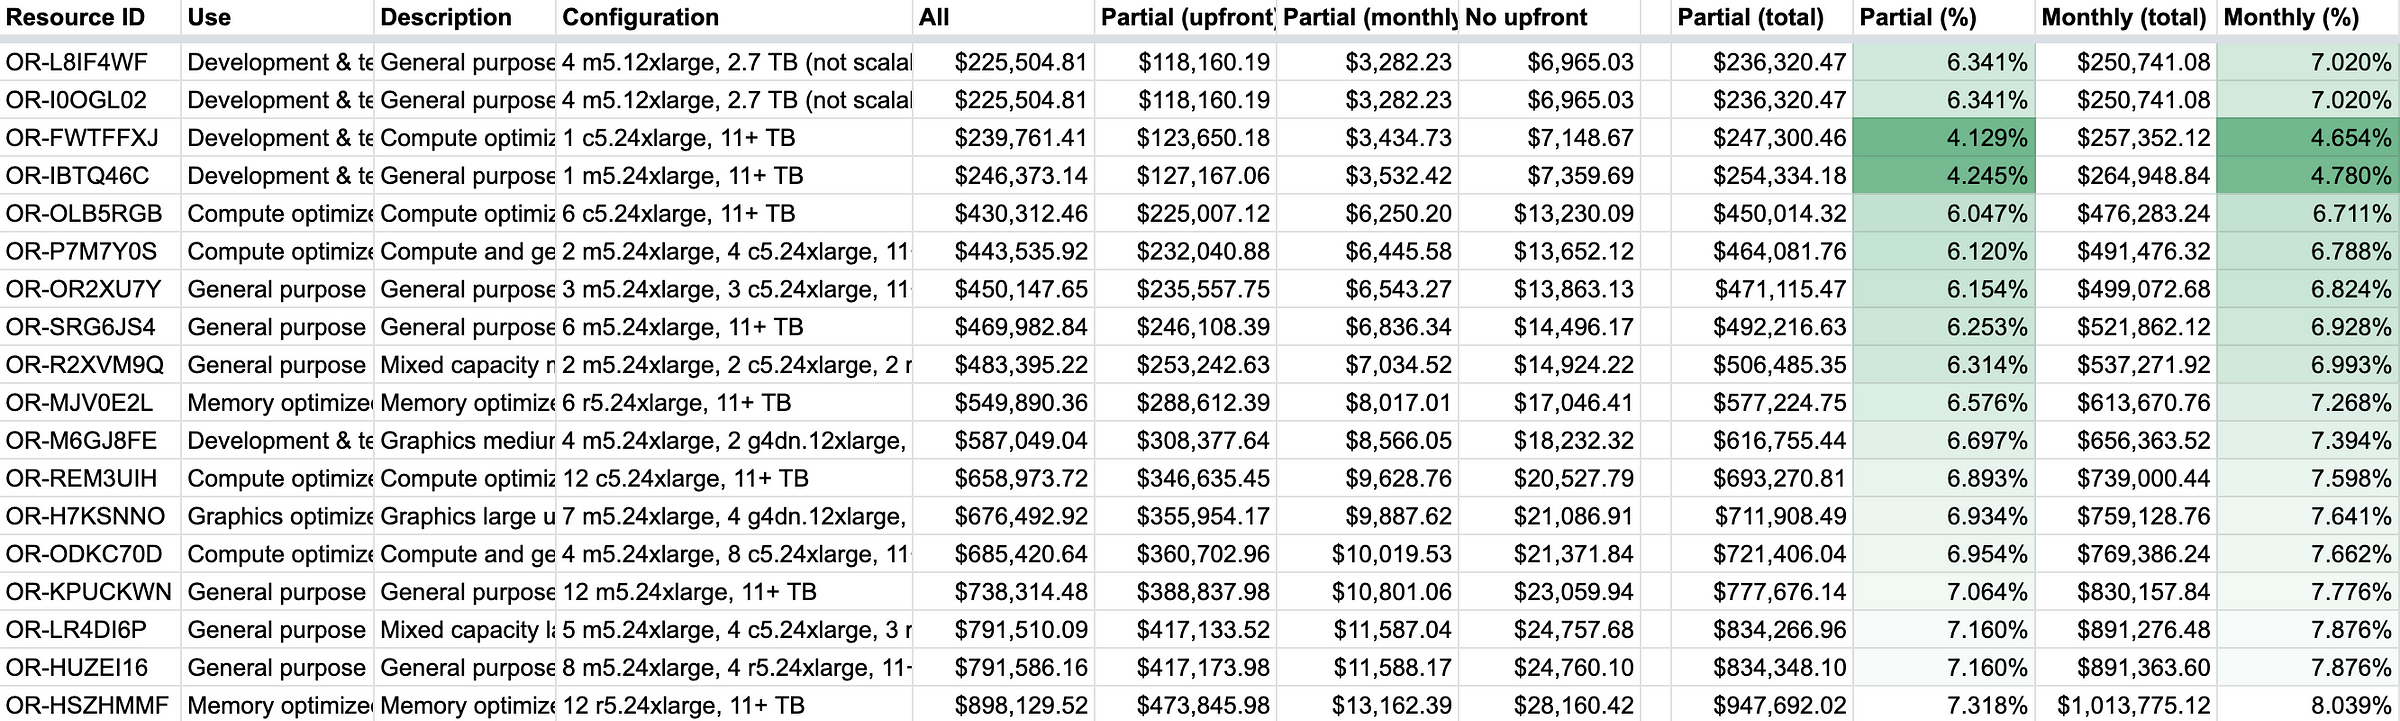 Resource ID Use Description Configuration All Partial (upfront) Partial (monthly No upfront Partial (total) Partial (%) Monthly (total) Monthly (%)
OR-L8IF4WF Development & te General purpose 4 m5.12xlarge, 2.7 TB (not scalal $225,504.81 $118,160.19 $3,282.23 $6,965.03 $236,320.47 6.341% $250,741.08 7.020%
OR-I0OGL02 Development & te General purpose 4 m5.12xlarge, 2.7 TB (not scalal $225,504.81 $118,160.19 $3,282.23 $6,965.03 $236,320.47 6.341% $250,741.08 7.020%
OR-FWTFFXJ Development & te Compute optimiz 1 c5.24xlarge, 11+ TB $239,761.41 $123,650.18 $3,434.73 $7,148.67 $247,300.46 4.129% $257,352.12 4.654%
OR-IBTQ46C Development & te General purpose 1 m5.24xlarge, 11+ TB $246,373.14 $127,167.06 $3,532.42 $7,359.69 $254,334.18 4.245% $264,948.84 4.780%
OR-OLB5RGB Compute optimize Compute optimiz 6 c5.24xlarge, 11+ TB $430,312.46 $225,007.12 $6,250.20 $13,230.09 $450,014.32 6.047% $476,283.24 6.711%
OR-P7M7Y0S Compute optimize Compute and ge 2 m5.24xlarge, 4 c5.24xlarge, 11 $443,535.92 $232,040.88 $6,445.58 $13,652.12 $464,081.76 6.120% $491,476.32 6.788%
OR-OR2XU7Y General purpose General purpose 3 m5.24xlarge, 3 c5.24xlarge, 11 $450,147.65 $235,557.75 $6,543.27 $13,863.13 $471,115.47 6.154% $499,072.68 6.824%
OR-SRG6JS4 General purpose General purpose 6 m5.24xlarge, 11+ TB $469,982.84 $246,108.39 $6,836.34 $14,496.17 $492,216.63 6.253% $521,862.12 6.928%
OR-R2XVM9Q General purpose Mixed capacity 2 m5.24xlarge, 2 c5.24xlarge, 2 r $483,395.22 $253,242.63 $7,034.52 $14,924.22 $506,485.35 6.314% $537,271.92 6.993%
OR-MJV0E2L Memory optimized Memory optimize 6 r5.24xlarge, 11+ TB $549,890.36 $288,612.39 $8,017.01 $17,046.41 $577,224.75 6.576% $613,670.76 7.268%
OR-M6GJ8FE Development & te Graphics mediur 4 m5.24xlarge, 2 g4dn.12xlarge, $587,049.04 $308,377.64 $8,566.05 $18,232.32 $616,755.44 6.697% $656,363.52 7.394%
OR-REM3UIH Compute optimize Compute optimiz 12 c5.24xlarge, 11+ TB $658,973.72 $346,635.45 $9,628.76 $20,527.79 $693,270.81 6.893% $739,000.44 7.598%
OR-H7KSNNO Graphics optimize Graphics large u 7 m5.24xlarge, 4 g4dn.12xlarge, $676,492.92 $355,954.17 $9,887.62 $21,086.91 $711,908.49 6.934% $759,128.76 7.641%
OR-ODKC70D Compute optimize Compute and ge 4 m5.24xlarge, 8 c5.24xlarge, 11 $685,420.64 $360,702.96 $10,019.53 $21,371.84 $721,406.04 6.954% $769,386.24 7.662%
OR-KPUCKWN General purpose General purpose 12 m5.24xlarge, 11+ TB $738,314.48 $388,837.98 $10,801.06 $23,059.94 $777,676.14 7.064% $830,157.84 7.776%
OR-LR4DI6P General purpose Mixed capacity la 5 m5.24xlarge, 4 c5.24xlarge, 3 r $791,510.09 $417,133.52 $11,587.04 $24,757.68 $834,266.96 7.160% $891,276.48 7.876%
OR-HUZEI16 General purpose General purpose 8 m5.24xlarge, 4 r5.24xlarge, 11+ $791,586.16 $417,173.98 $11,588.17 $24,760.10 $834,348.10 7.160% $891,363.60 7.876%
OR-HSZHMMF Memory optimized Memory optimize 12 r5.24xlarge, 11+ TB $898,129.52 $473,845.98 $13,162.39 $28,160.42 $947,692.02 7.318% $1,013,775.12 8.039%